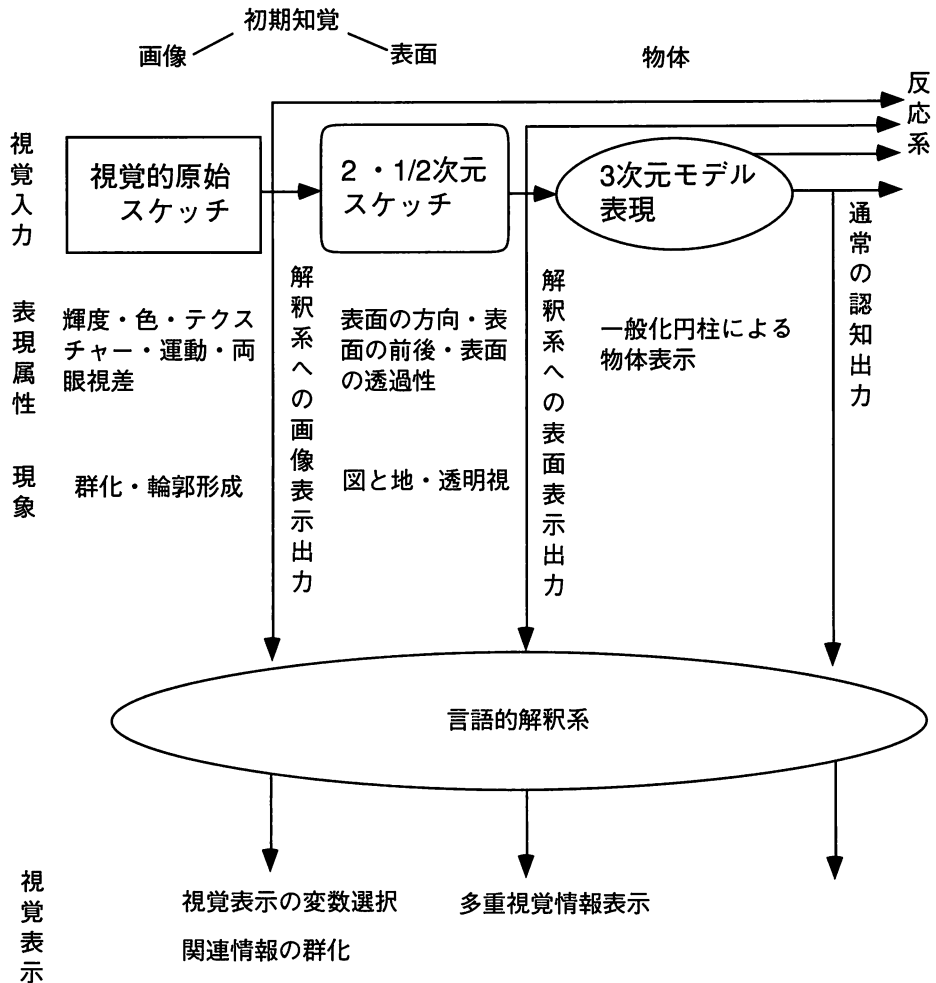 初期知覚
画像
表面
物体
反応系
視覚入力
視覚的原始
スケッチ
2・1/2次元
スケッチ
3次元モデル
表現
通常の認知出力
解釈系への画像表示出力
解釈系への表面表示出力
表現属性
輝度・色・テクス
チャー・運動・両
眼視差
表面の方向・表
面の前後・表面
の透過性
一般化円柱による
物体表示
現象
群化・輪郭形成
図と地・透明視
言語的解釈系
視覚表示
視覚表示の変数選択
関連情報の群化
多重視覚情報表示